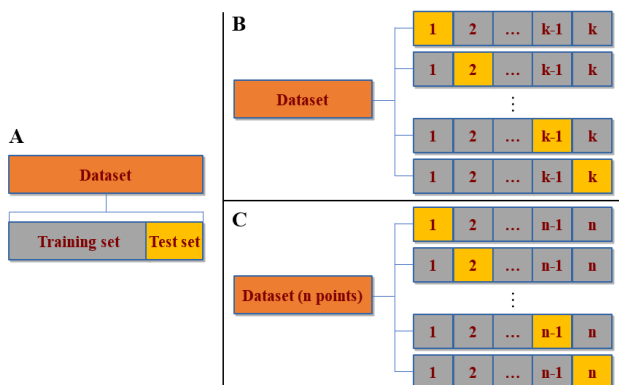 A
Dataset
Training set Test set
B
Dataset
1 2 ... k-1 k
1 2 ... k-1 k
⋮
1 2 ... k-1 k
1 2 ... k-1 k
C
Dataset (n points)
1 2 ... n-1 n
1 2 ... n-1 n
⋮
1 2 ... n-1 n
1 2 ... n-1 n